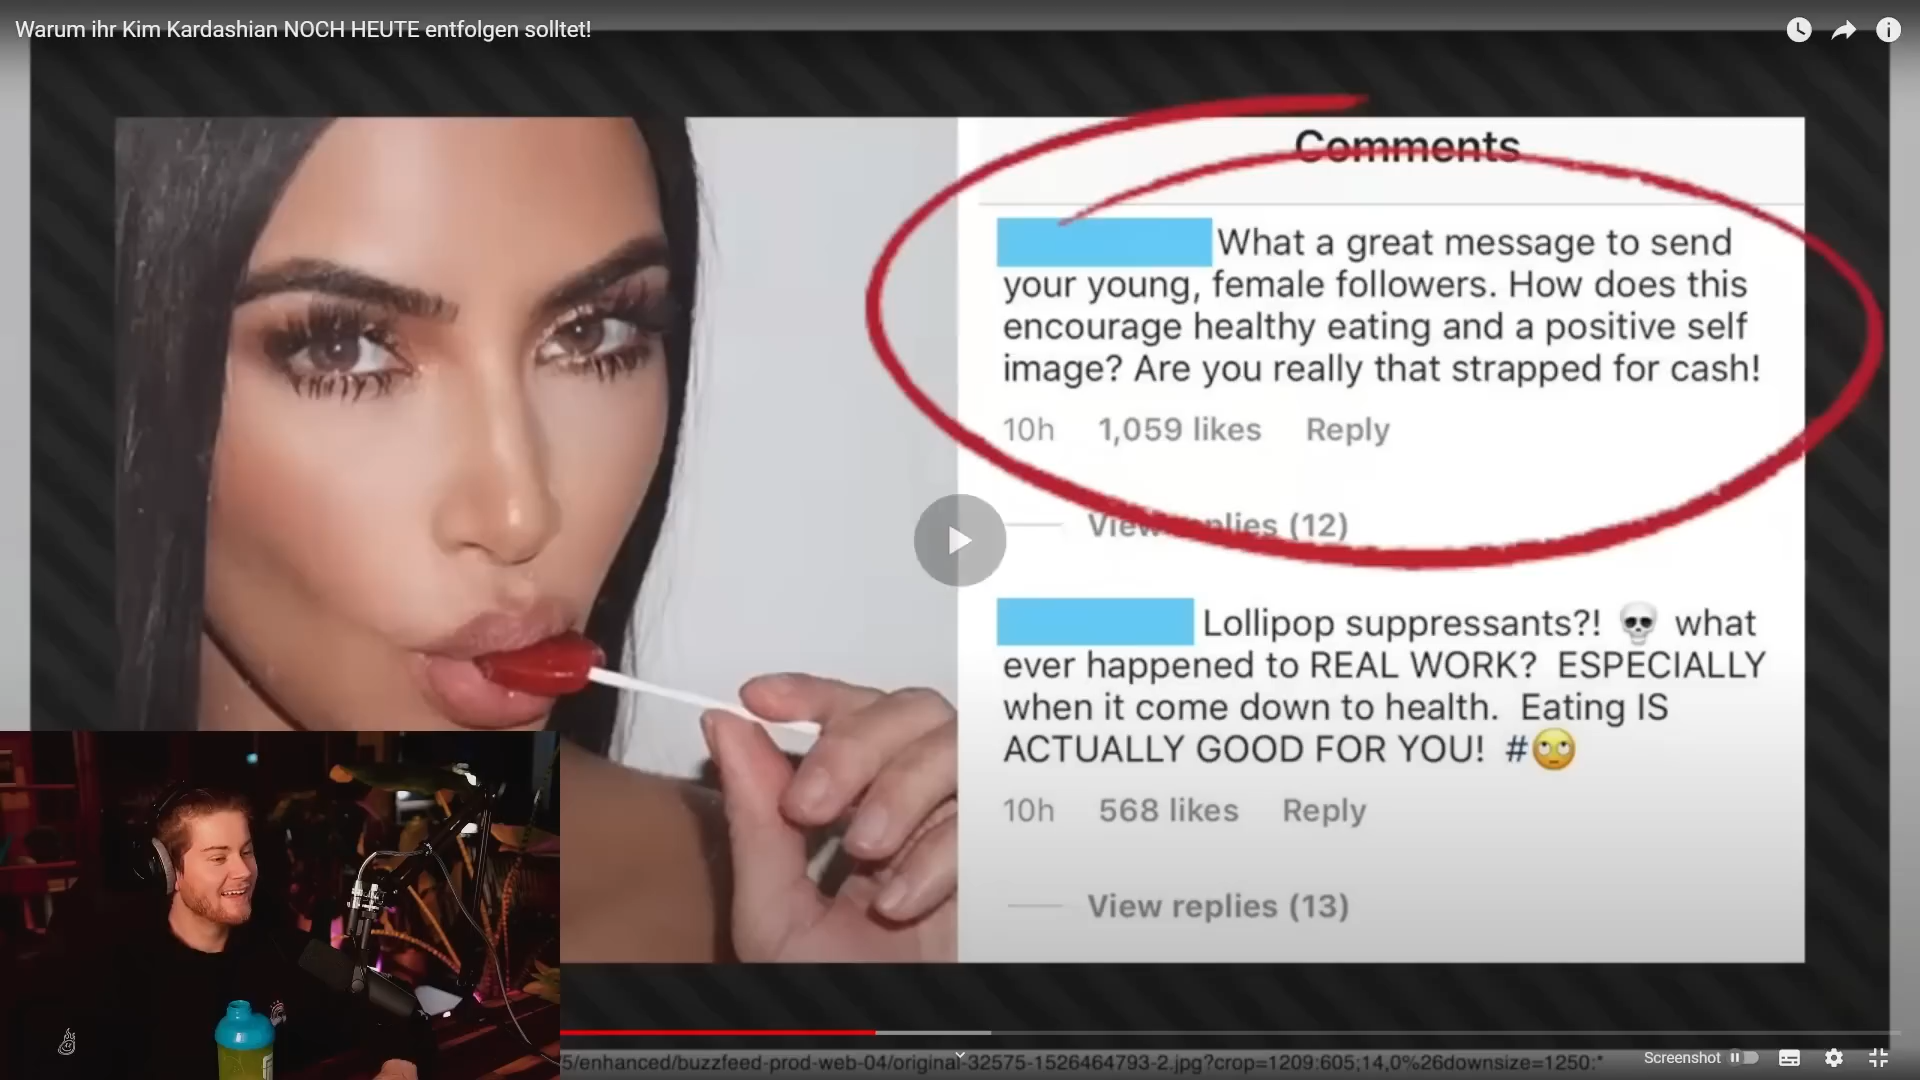 Warum ihr Kim Kardashian NOCH HEUTE entfolgen solltet!
Comments
What a great message to send
your young, female followers. How does this
encourage healthy eating and a positive self
image? Are you really that strapped for cash!
10h 1,059 likes Reply
View replies (12)
Lollipop suppressants?! 💀 what
ever happened to REAL WORK? ESPECIALLY
when it come down to health. Eating IS
ACTUALLY GOOD FOR YOU! #🙄
10h 568 likes Reply
View replies (13)
5/enhanced/buzzfeed-prod-web-04/original-32575-1526464793-2.jpg?crop=1209:605;14,0%26downsize=1250:*
Screenshot